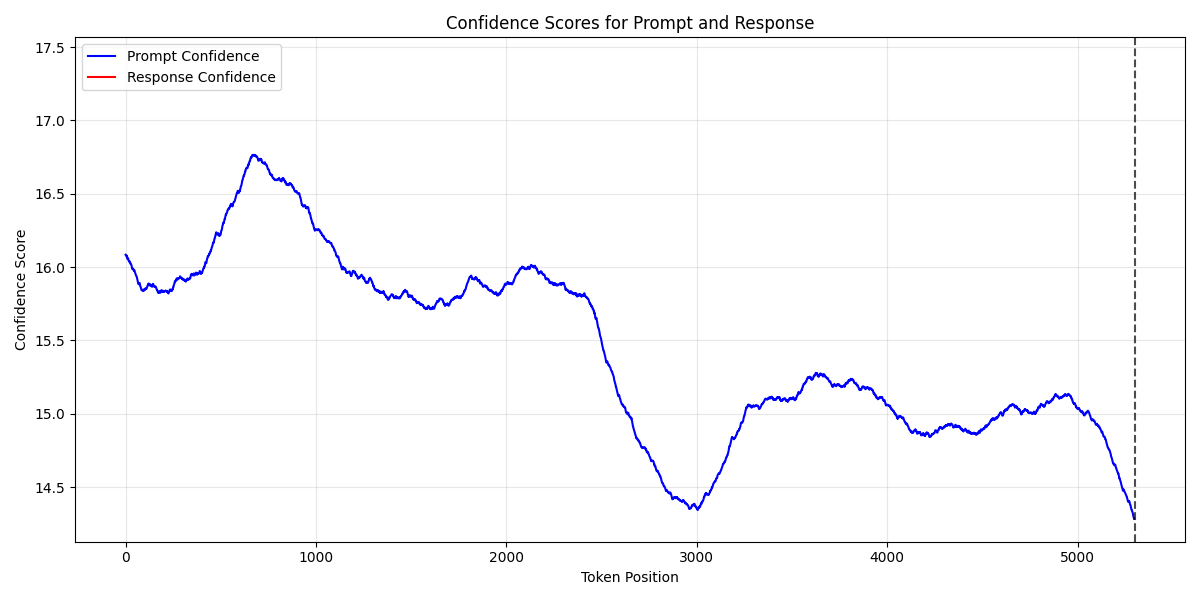 Confidence Scores for Prompt and Response
Prompt Confidence
Response Confidence
Confidence Score
17.5
17.0
16.5
16.0
15.5
15.0
14.5
0 1000 2000 3000 4000 5000
Token Position